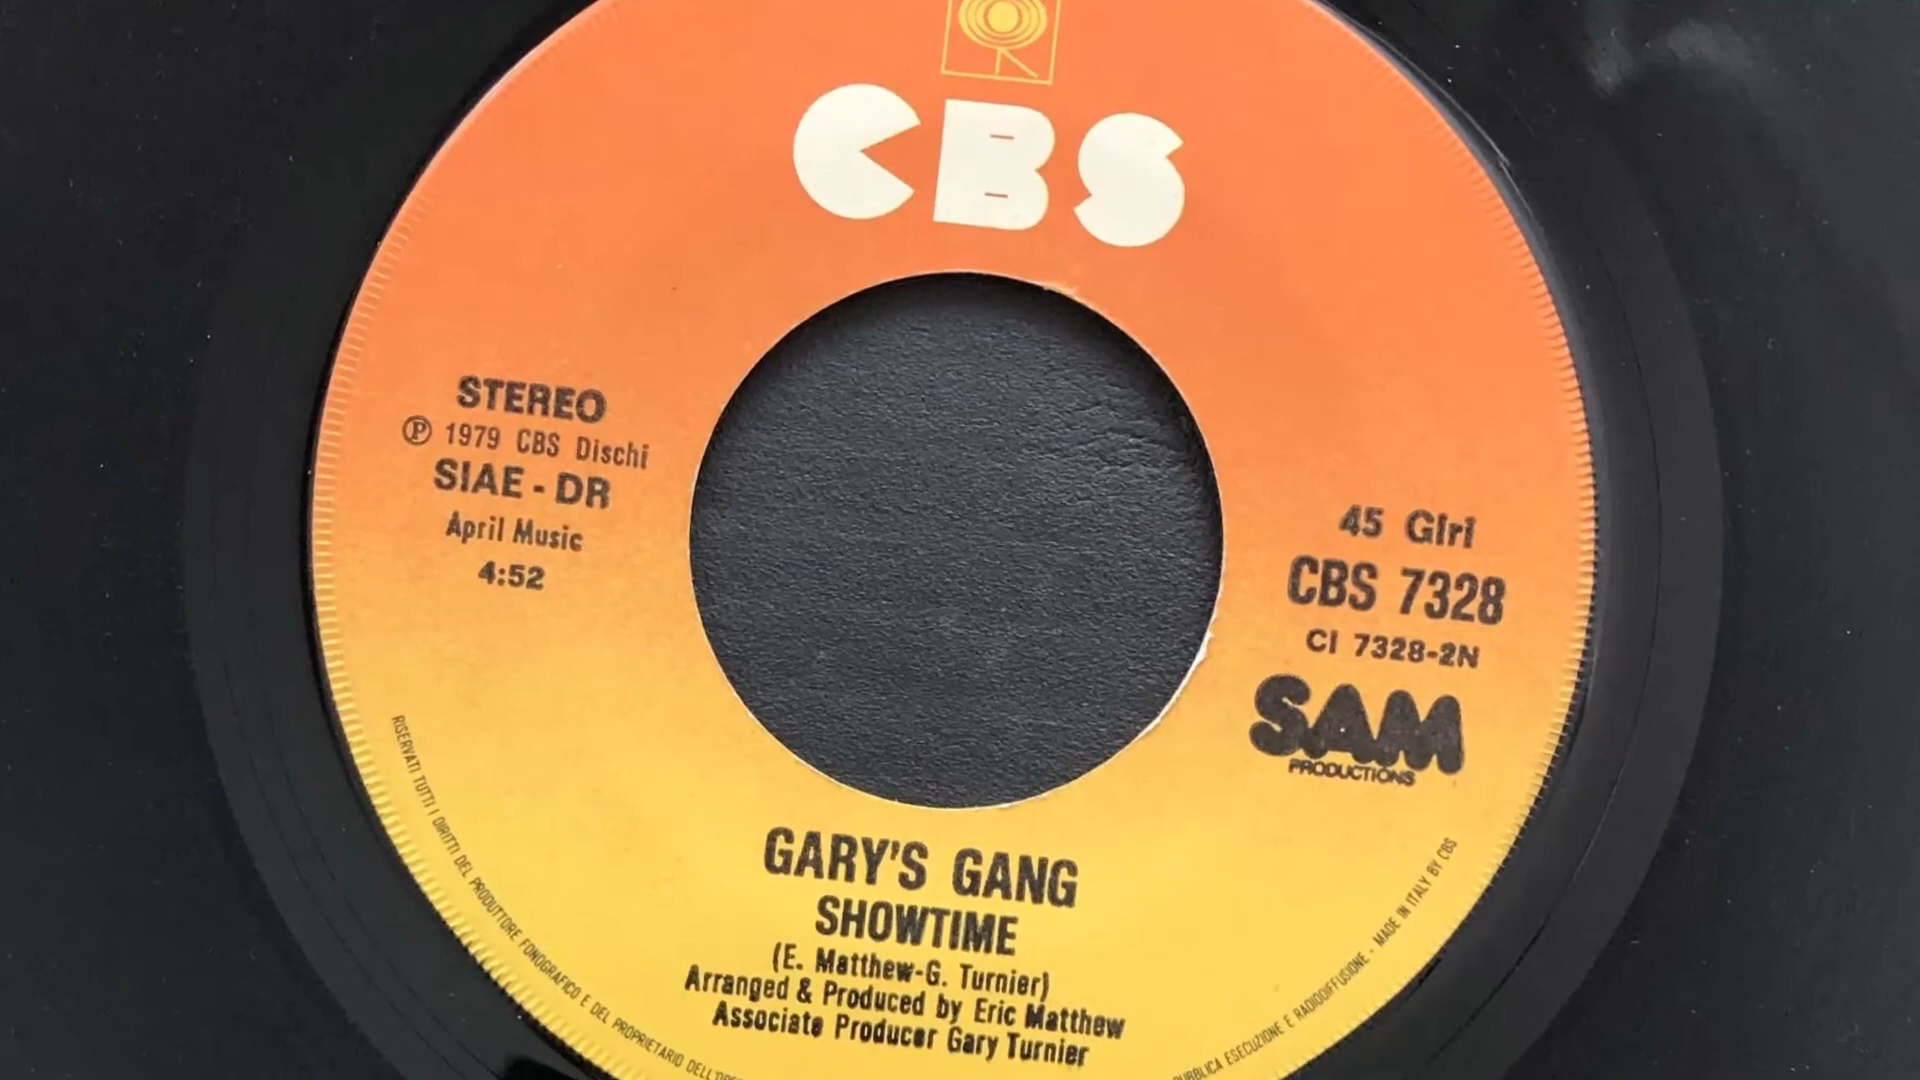 CBS
STEREO
Ⓟ 1979 CBS Dischi
SIAE - DR
April Music
4:52
45 Giri
CBS 7328
CI 7328-2N
SAM
PRODUCTIONS
GARY'S GANG
SHOWTIME
(E. Matthew-G. Turnier)
Arranged & Produced by Eric Matthew
Associate Producer Gary Turnier
RISERVATI TUTTI I DIRITTI DEL PRODUTTORE FONOGRAFICO E DEL PROPRIETARIO
ESECUZIONE E RADIODIFFUSIONE - MADE IN ITALY BY CBS